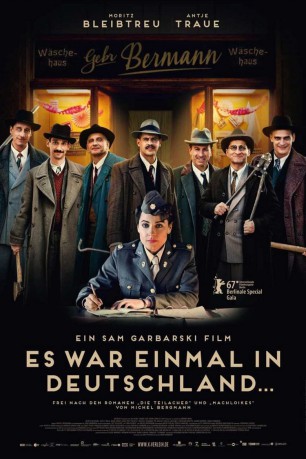 MORITZ
BLEIBTREU
ANTJE
TRAUE
Wäsche-
haus
Gebr. Bermann
Wäsche-
haus
67
Berlinale Special
Gala
EIN SAM GARBARSKI FILM
ES WAR EINMAL IN
DEUTSCHLAND...
FREI NACH DEN ROMANEN „DIE TEILACHER“ UND „MACHLOIKES“
VON MICHEL BERGMANN